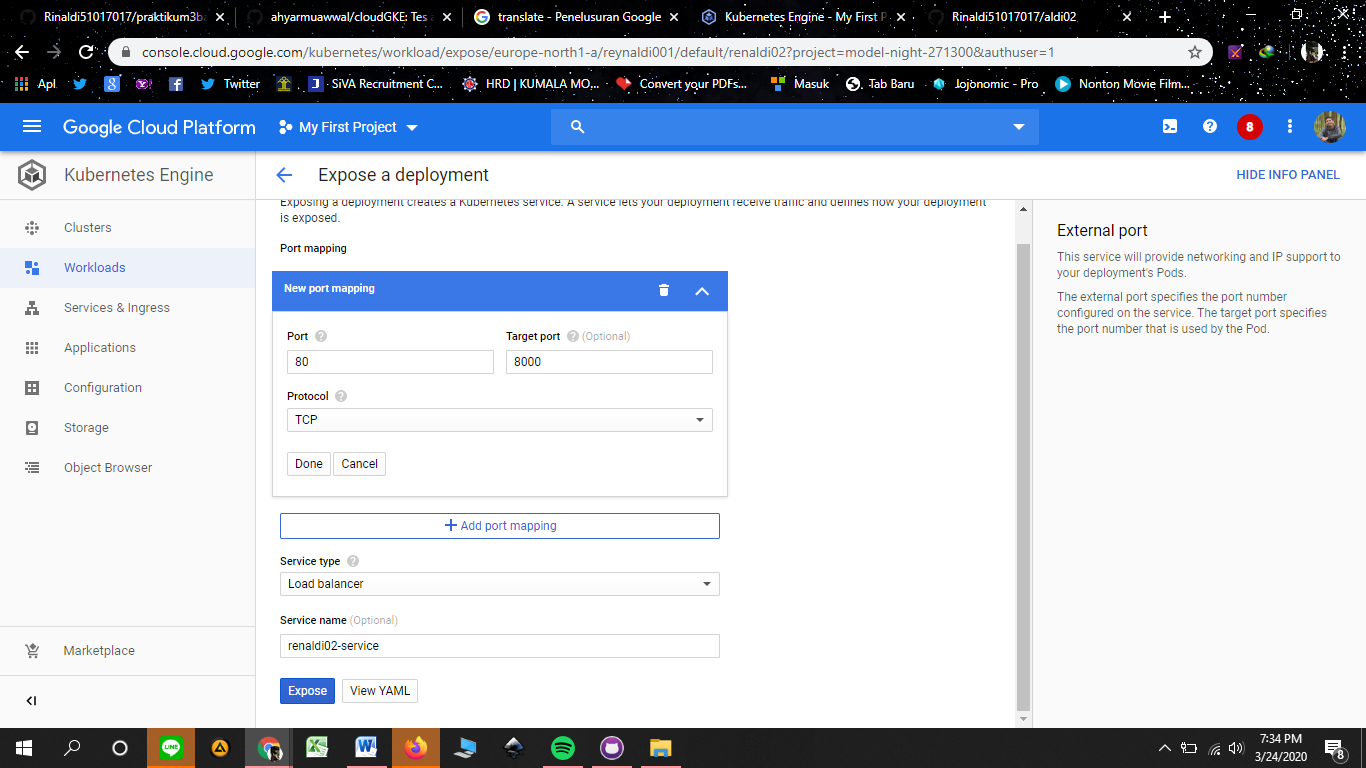 Rinaldi51017017/praktikum3ba
ahyarmuawwal/cloudGKE: Tes a
translate - Penelusuran Google
Kubernetes Engine - My First P
Rinaldi51017017/aldi02
console.cloud.google.com/kubernetes/workload/expose/europe-north1-a/reynaldi001/default/renaldi02?project=model-night-271300&authuser=1
Apl
Twitter
SiVA Recruitment C...
HRD | KUMALA MO...
Convert your PDFs...
Masuk
Tab Baru
Jojonomic - Pro
Nonton Movie Film...
Google Cloud Platform
My First Project
8
Kubernetes Engine
Expose a deployment
HIDE INFO PANEL
Clusters
Workloads
Services & Ingress
Applications
Configuration
Storage
Object Browser
Marketplace
Exposing a deployment creates a Kubernetes service. A service lets your deployment receive traffic and defines how your deployment
is exposed.
Port mapping
New port mapping
Port
Target port (Optional)
80
8000
Protocol
TCP
Done
Cancel
Add port mapping
Service type
Load balancer
Service name (Optional)
renaldi02-service
Expose
View YAML
External port
This service will provide networking and IP support to
your deployment's Pods.
The external port specifies the port number
configured on the service. The target port specifies
the port number that is used by the Pod.
LINE
7:34 PM
3/24/2020
8